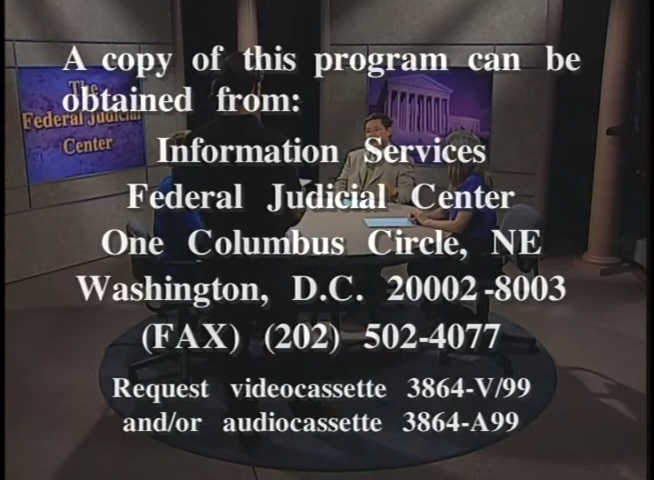 A copy of this program can be
obtained from:
Information Services
Federal Judicial Center
One Columbus Circle, NE
Washington, D.C. 20002-8003
(FAX) (202) 502-4077
Request videocassette 3864-V/99
and/or audiocassette 3864-A99
The
Federal Judicial
Center